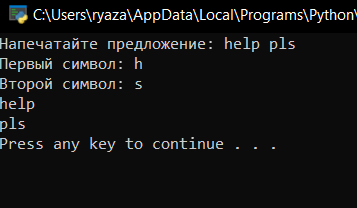 C:\Users\ryaza\AppData\Local\Programs\Python\
Напечатайте предложение: help pls
Первый символ: h
Второй символ: s
help
pls
Press any key to continue . . .